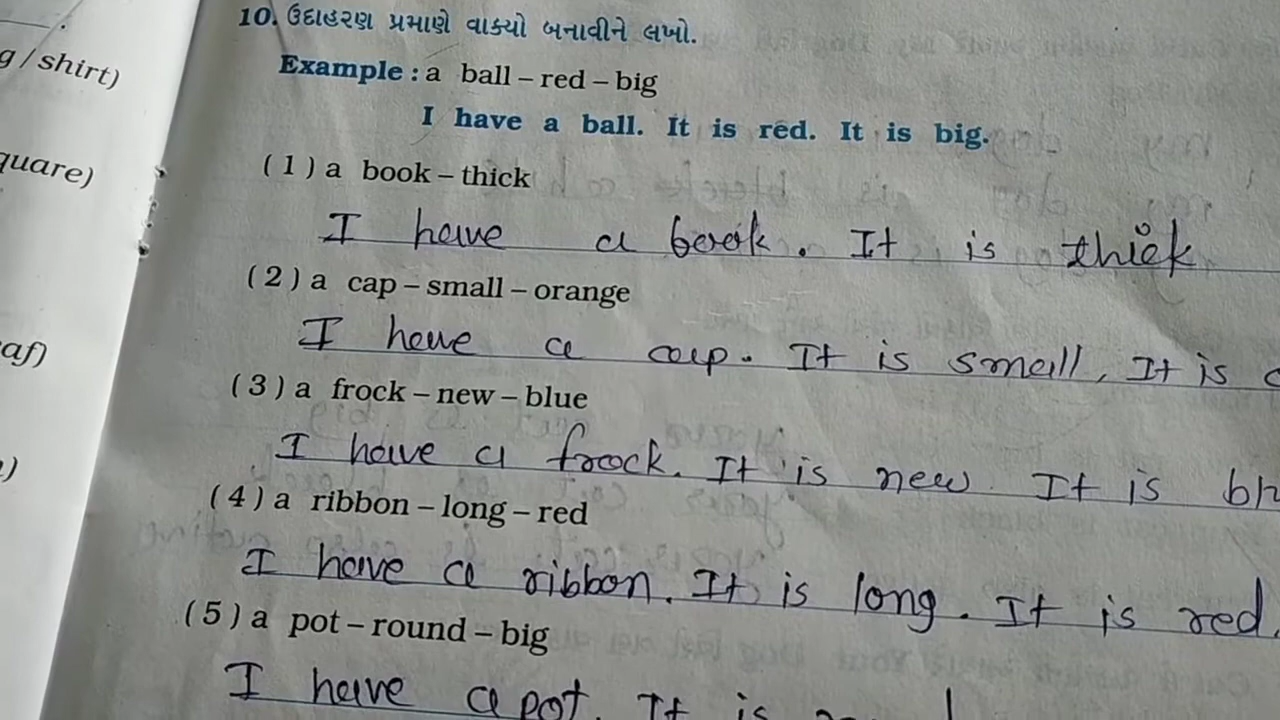 g/shirt)
quare)
af)
10. ઉદાહરણ પ્રમાણે વાક્યો બનાવીને લખો.
Example : a ball – red – big
I have a ball. It is red. It is big.
(1) a book – thick
I have a book. It is thick
(2) a cap – small – orange
I have a cap. It is small, It is
(3) a frock – new – blue
I have a frock. It is new. It is
(4) a ribbon – long – red
I have a ribbon. It is long. It is red.
(5) a pot – round – big
I have a pot. It is